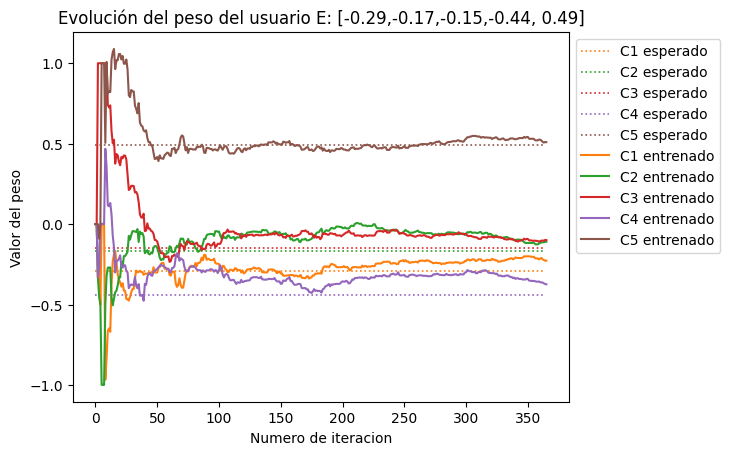 Evolución del peso del usuario E: [-0.29,-0.17,-0.15,-0.44, 0.49]
C1 esperado
C2 esperado
C3 esperado
C4 esperado
C5 esperado
C1 entrenado
C2 entrenado
C3 entrenado
C4 entrenado
C5 entrenado
Valor del peso
1.0
0.5
0.0
−0.5
−1.0
0 50 100 150 200 250 300 350
Numero de iteracion